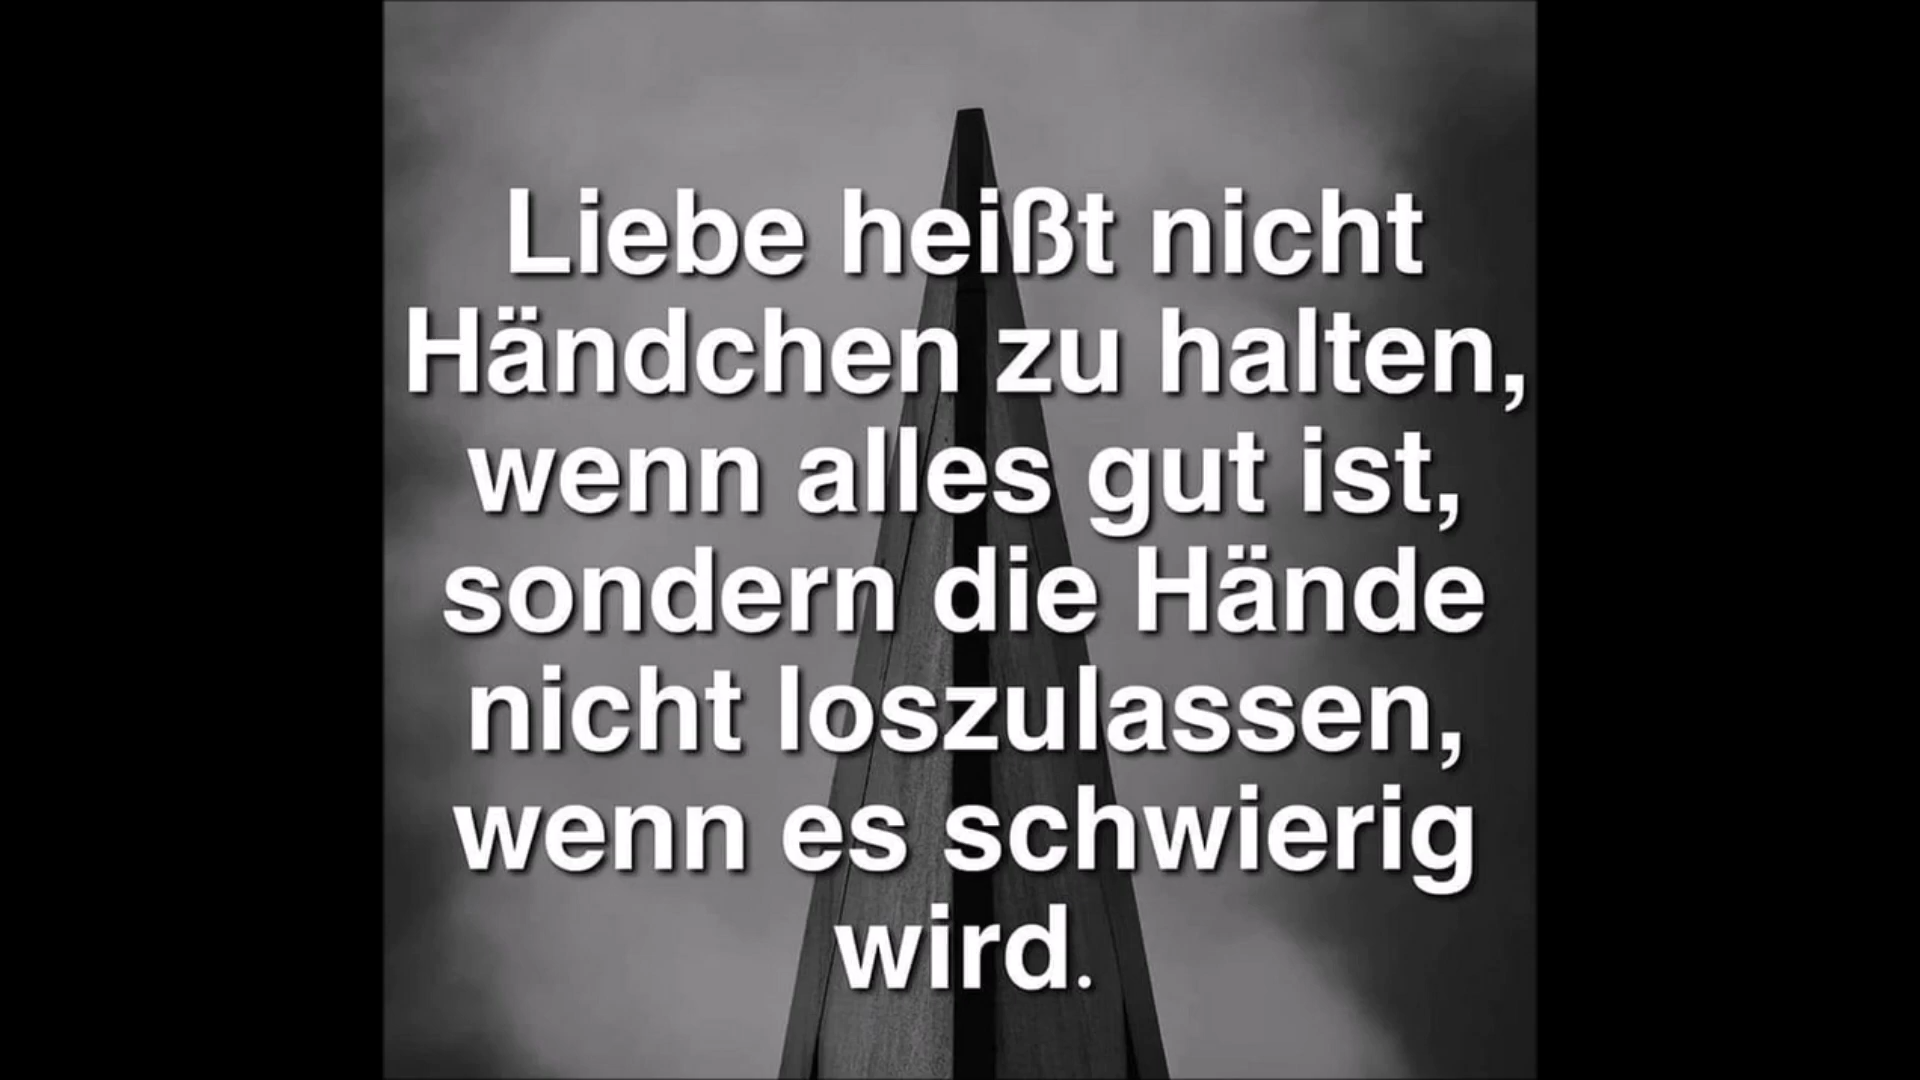 Liebe heißt nicht
Händchen zu halten,
wenn alles gut ist,
sondern die Hände
nicht loszulassen,
wenn es schwierig
wird.